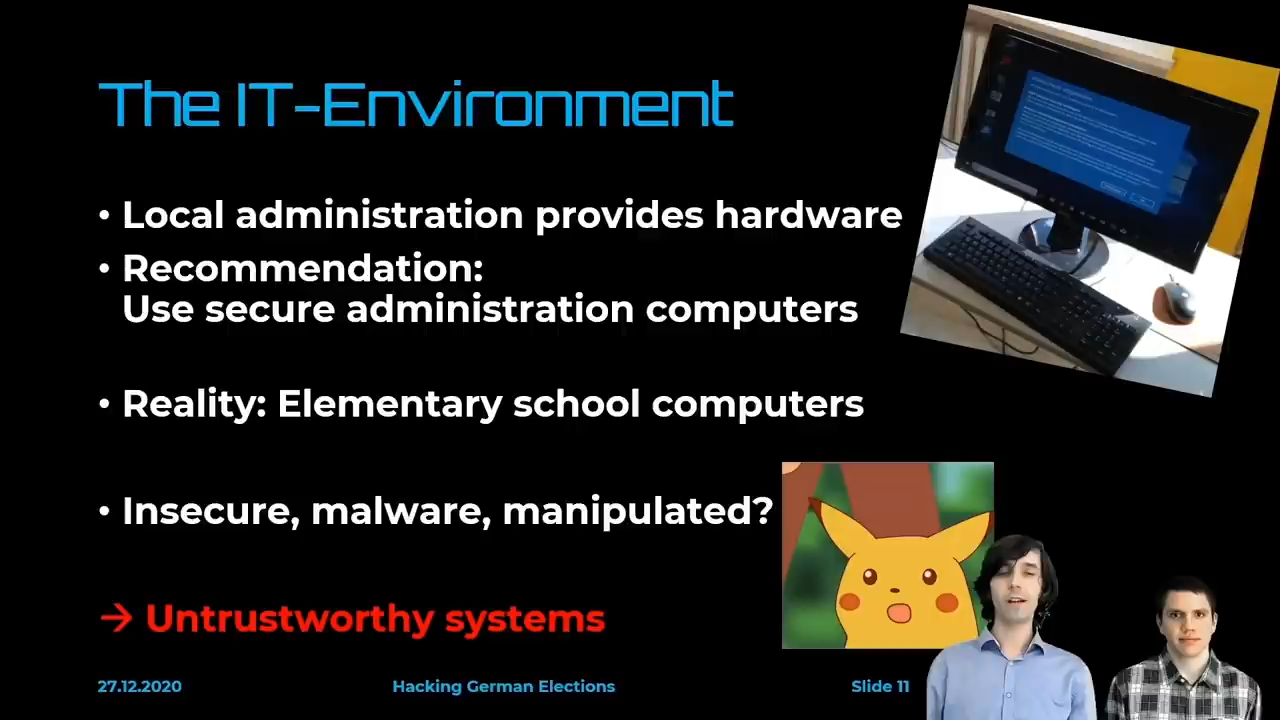 The IT-Environment
• Local administration provides hardware
• Recommendation:
Use secure administration computers
• Reality: Elementary school computers
• Insecure, malware, manipulated?
→ Untrustworthy systems
27.12.2020 Hacking German Elections Slide 11